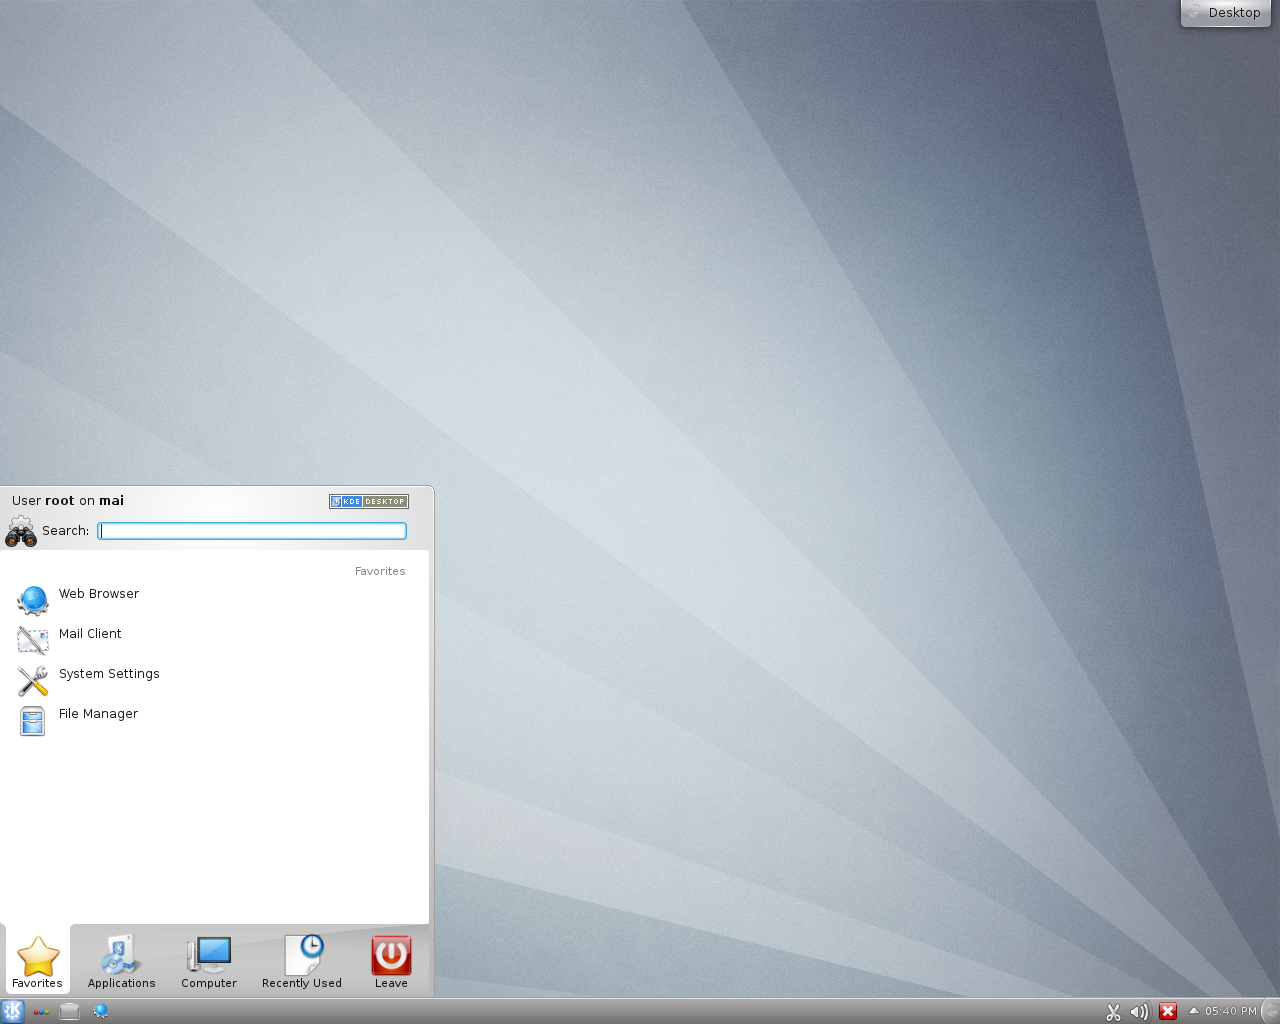 Desktop
User root on mai
KDE DESKTOP
Search:
Favorites
Web Browser
Mail Client
System Settings
File Manager
Favorites
Applications
Computer
Recently Used
Leave
05:40 PM